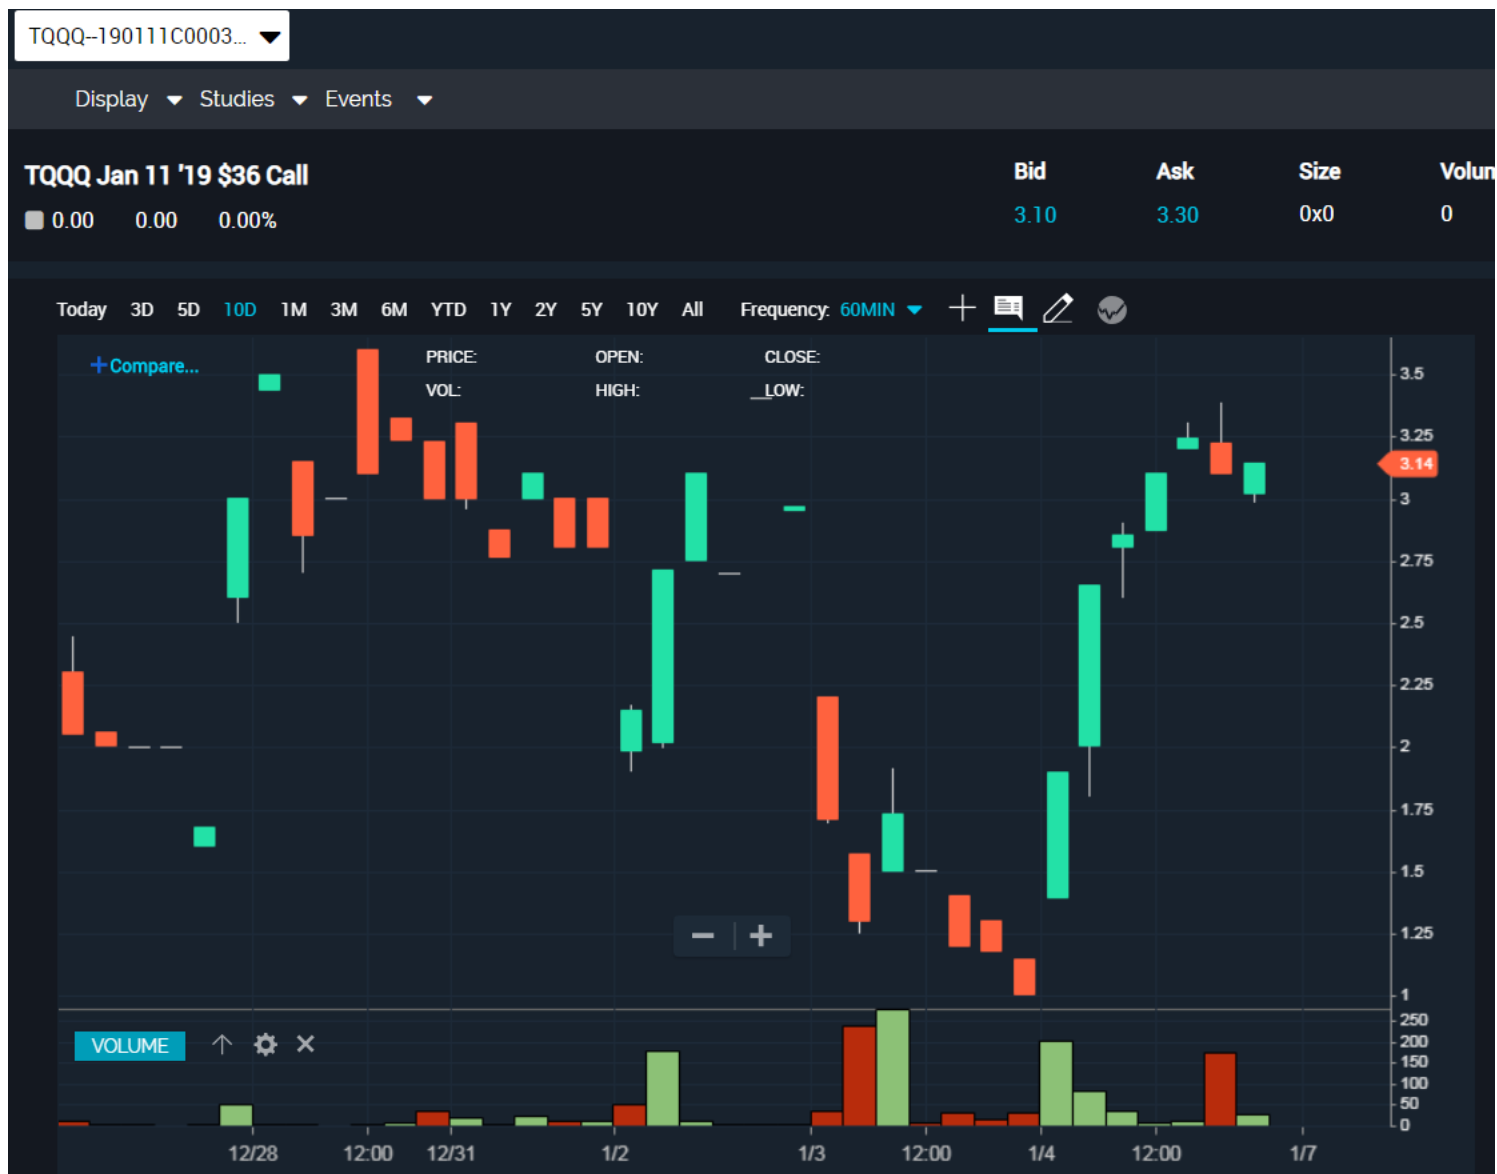 TQQQ--190111C0003...
Display Studies Events
TQQQ Jan 11 '19 $36 Call
Bid Ask Size Volun
0.00 0.00 0.00%
3.10 3.30 0x0 0
Today 3D 5D 10D 1M 3M 6M YTD 1Y 2Y 5Y 10Y All Frequency: 60MIN
+Compare...
PRICE: OPEN: CLOSE:
VOL: HIGH: LOW:
3.5
3.25
3.14
3
2.75
2.5
2.25
2
1.75
1.5
1.25
1
VOLUME
250
200
150
100
50
0
12/28 12:00 12/31 1/2 1/3 12:00 1/4 12:00 1/7